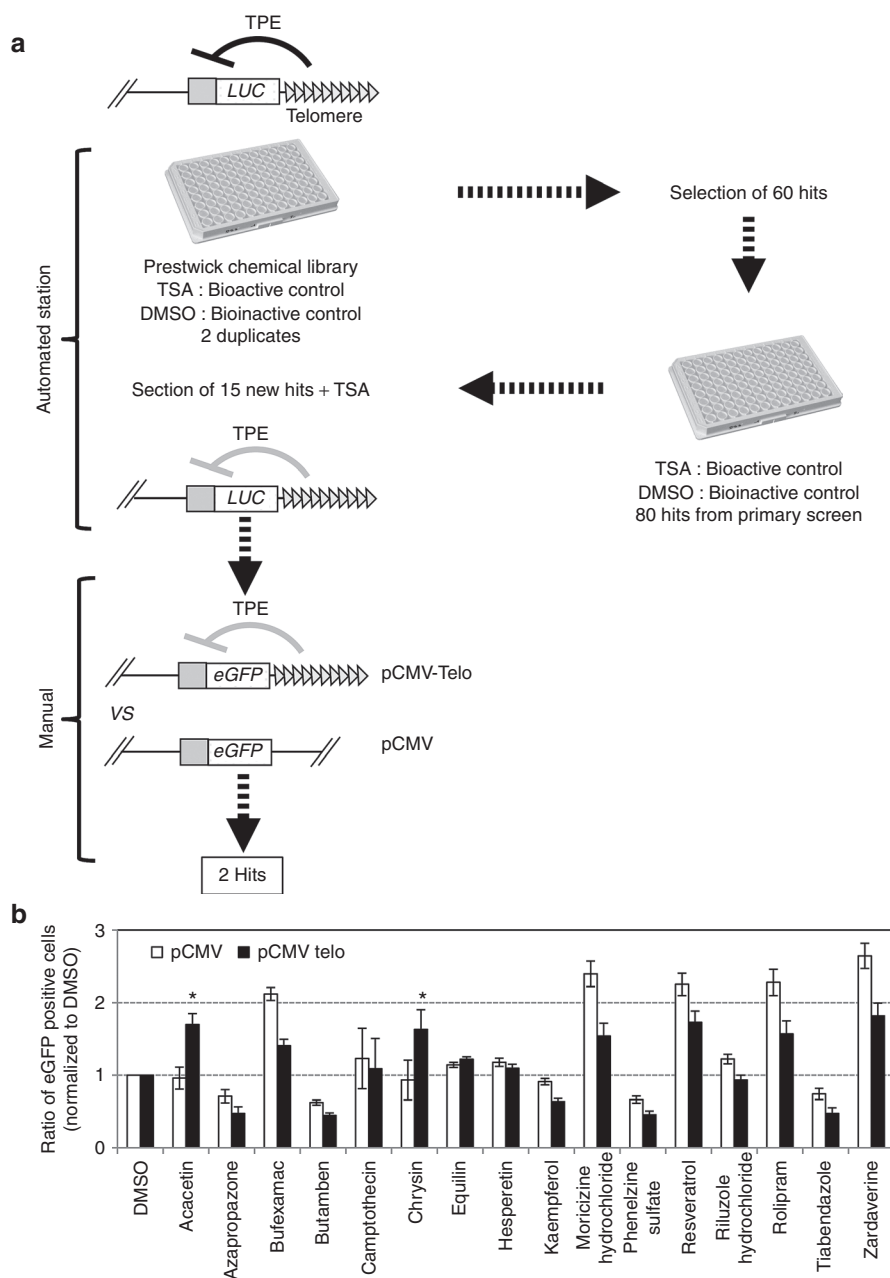 a
TPE
LUC
Telomere
Automated station
Prestwick chemical library
TSA : Bioactive control
DMSO : Bioinactive control
2 duplicates
Selection of 60 hits
TSA : Bioactive control
DMSO : Bioinactive control
80 hits from primary screen
Section of 15 new hits + TSA
TPE
LUC
Manual
TPE
eGFP
pCMV-Telo
VS
eGFP
pCMV
2 Hits
b
Ratio of eGFP positive cells
(normalized to DMSO)
3
2
1
0
pCMV
pCMV telo
*
*
DMSO
Acacetin
Azapropazone
Bufexamac
Butamben
Camptothecin
Chrysin
Equilin
Hesperetin
Kaempferol
Moricizine
hydrochloride
Phenelzine
sulfate
Resveratrol
Riluzole
hydrochloride
Rolipram
Tiabendazole
Zardaverine